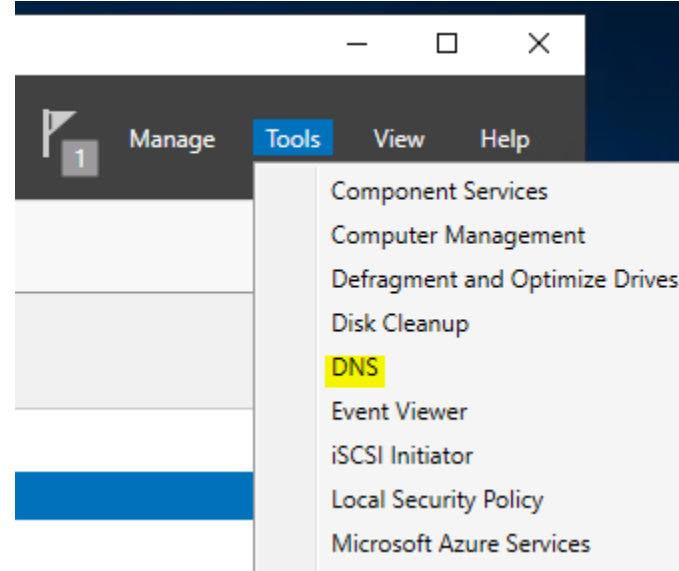 1 Manage Tools View Help
Component Services
Computer Management
Defragment and Optimize Drives
Disk Cleanup
DNS
Event Viewer
iSCSI Initiator
Local Security Policy
Microsoft Azure Services